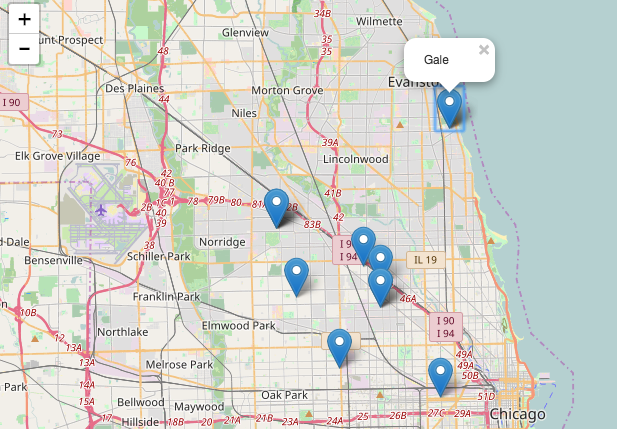 +
−
34B
Wilmette
unt Prospect
Glenview
35
35
48
Gale
×
Evansto
I 90
Des Plaines
44
Morton Grove
Niles
73
39A
Park Ridge
Lincolnwood
Elk Grove Village
76
42
40 B
77
41B
1C T
78
79B
80
81A
82B
2B
40
39
42
83B
d-Dale
38
Norridge
I 90
I 94
IL 19
Bensenville
Schiller Park
Franklin Park
46A
10B
12
Northlake
Elmwood Park
I 90
I 94
13A
13A
Melrose Park
49A
49A
50B
14A
Park
15A
Bellwood
Maywood
Oak Park
51D
17
Hillside
18B
20
21A
21B
23A
24A
25
26B
27C
29A
Chicago